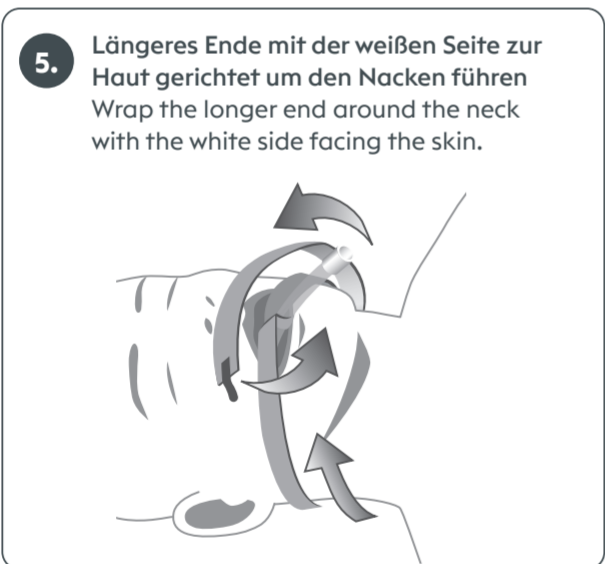 5.
Längeres Ende mit der weißen Seite zur
Haut gerichtet um den Nacken führen
Wrap the longer end around the neck
with the white side facing the skin.